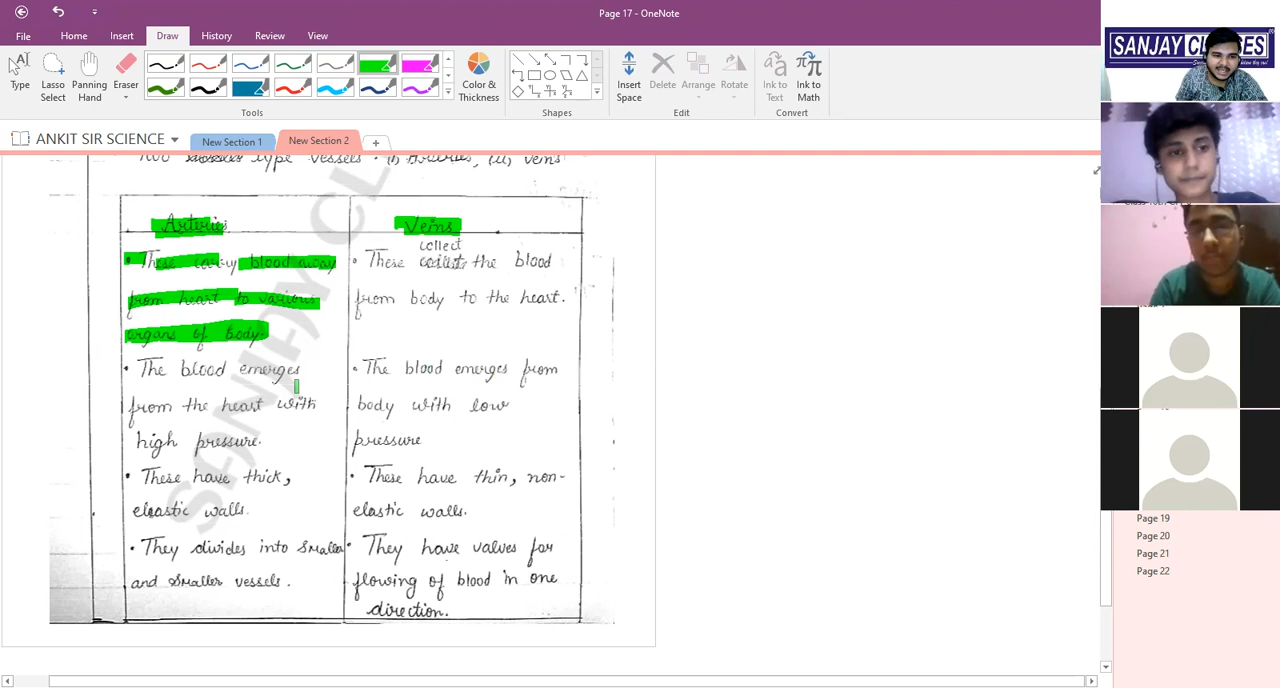 Page 17 - OneNote
File
Home
Insert
Draw
History
Review
View
Type
Lasso Select
Panning Hand
Eraser
Color & Thickness
Insert Space
Delete
Arrange
Rotate
Ink to Text
Ink to Math
Tools
Shapes
Edit
Convert
ANKIT SIR SCIENCE
New Section 1
New Section 2
type vessels
Veins
Arteries
• These carry blood away
from heart to various
organs of body.
• The blood emerges
from the heart with
high pressure.
• These have thick,
elastic walls.
• They divides into smaller
and smaller vessels.
Veins
collect
• These the blood
from body to the heart.
• The blood emerges from
body with low
pressure
• These have thin, non-
elastic walls.
• They have valves for
flowing of blood in one
direction.
SANJAY CL
SANJAY CLASSES
Page 19
Page 20
Page 21
Page 22